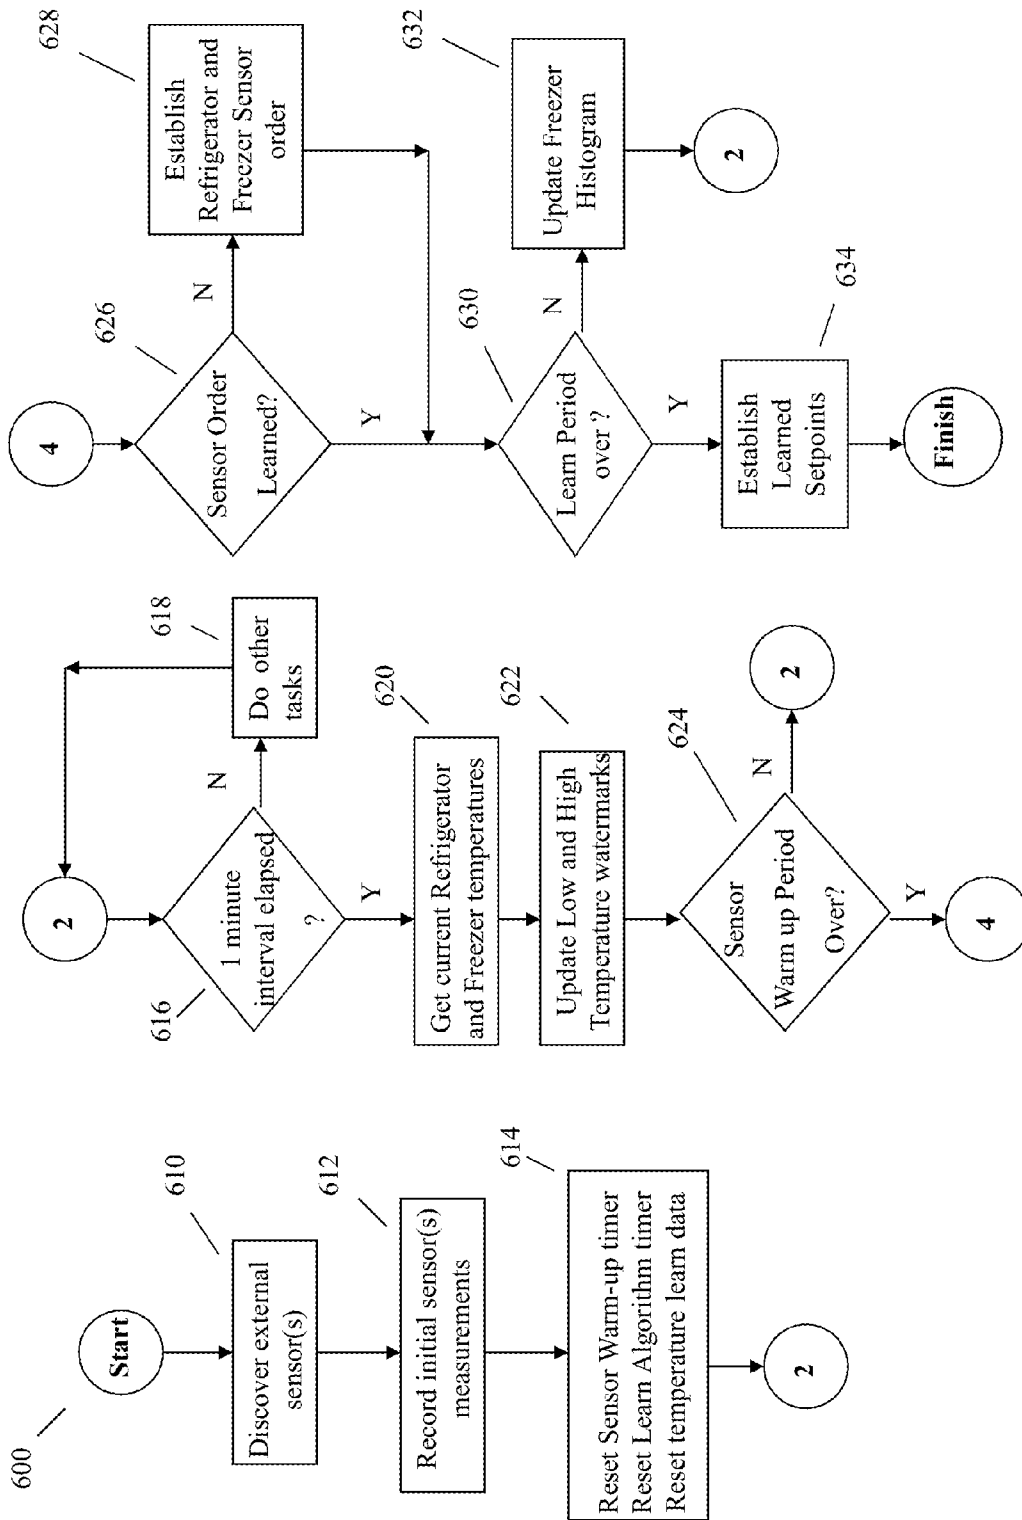 600
Start
610
Discover external
sensor(s)
612
Record initial sensor(s)
measurements
614
Reset Sensor Warm-up timer
Reset Learn Algorithm timer
Reset temperature learn data
2
2
616
1 minute
interval elapsed
?
N
618
Do other
tasks
Y
620
Get current Refrigerator
and Freezer temperatures
622
Update Low and High
Temperature watermarks
624
Sensor
Warm up Period
Over?
N
2
Y
4
4
626
Sensor Order
Learned?
N
628
Establish
Refrigerator and
Freezer Sensor
order
Y
630
Learn Period
over ?
N
632
Update Freezer
Histogram
2
Y
634
Establish
Learned
Setpoints
Finish